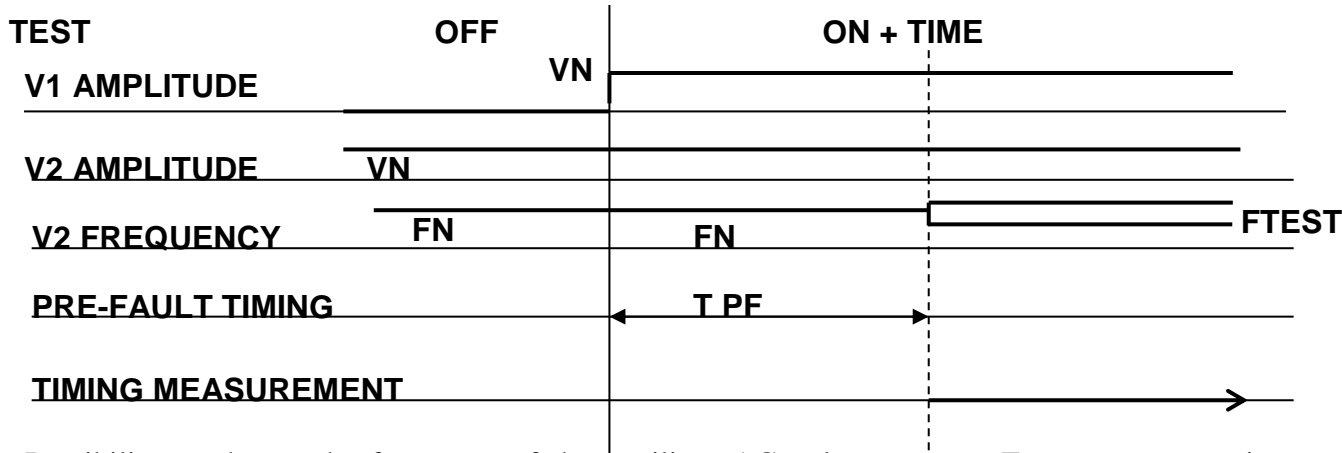 TEST OFF ON + TIME
V1 AMPLITUDE VN
V2 AMPLITUDE VN
V2 FREQUENCY FN FN FTEST
PRE-FAULT TIMING T PF
TIMING MEASUREMENT